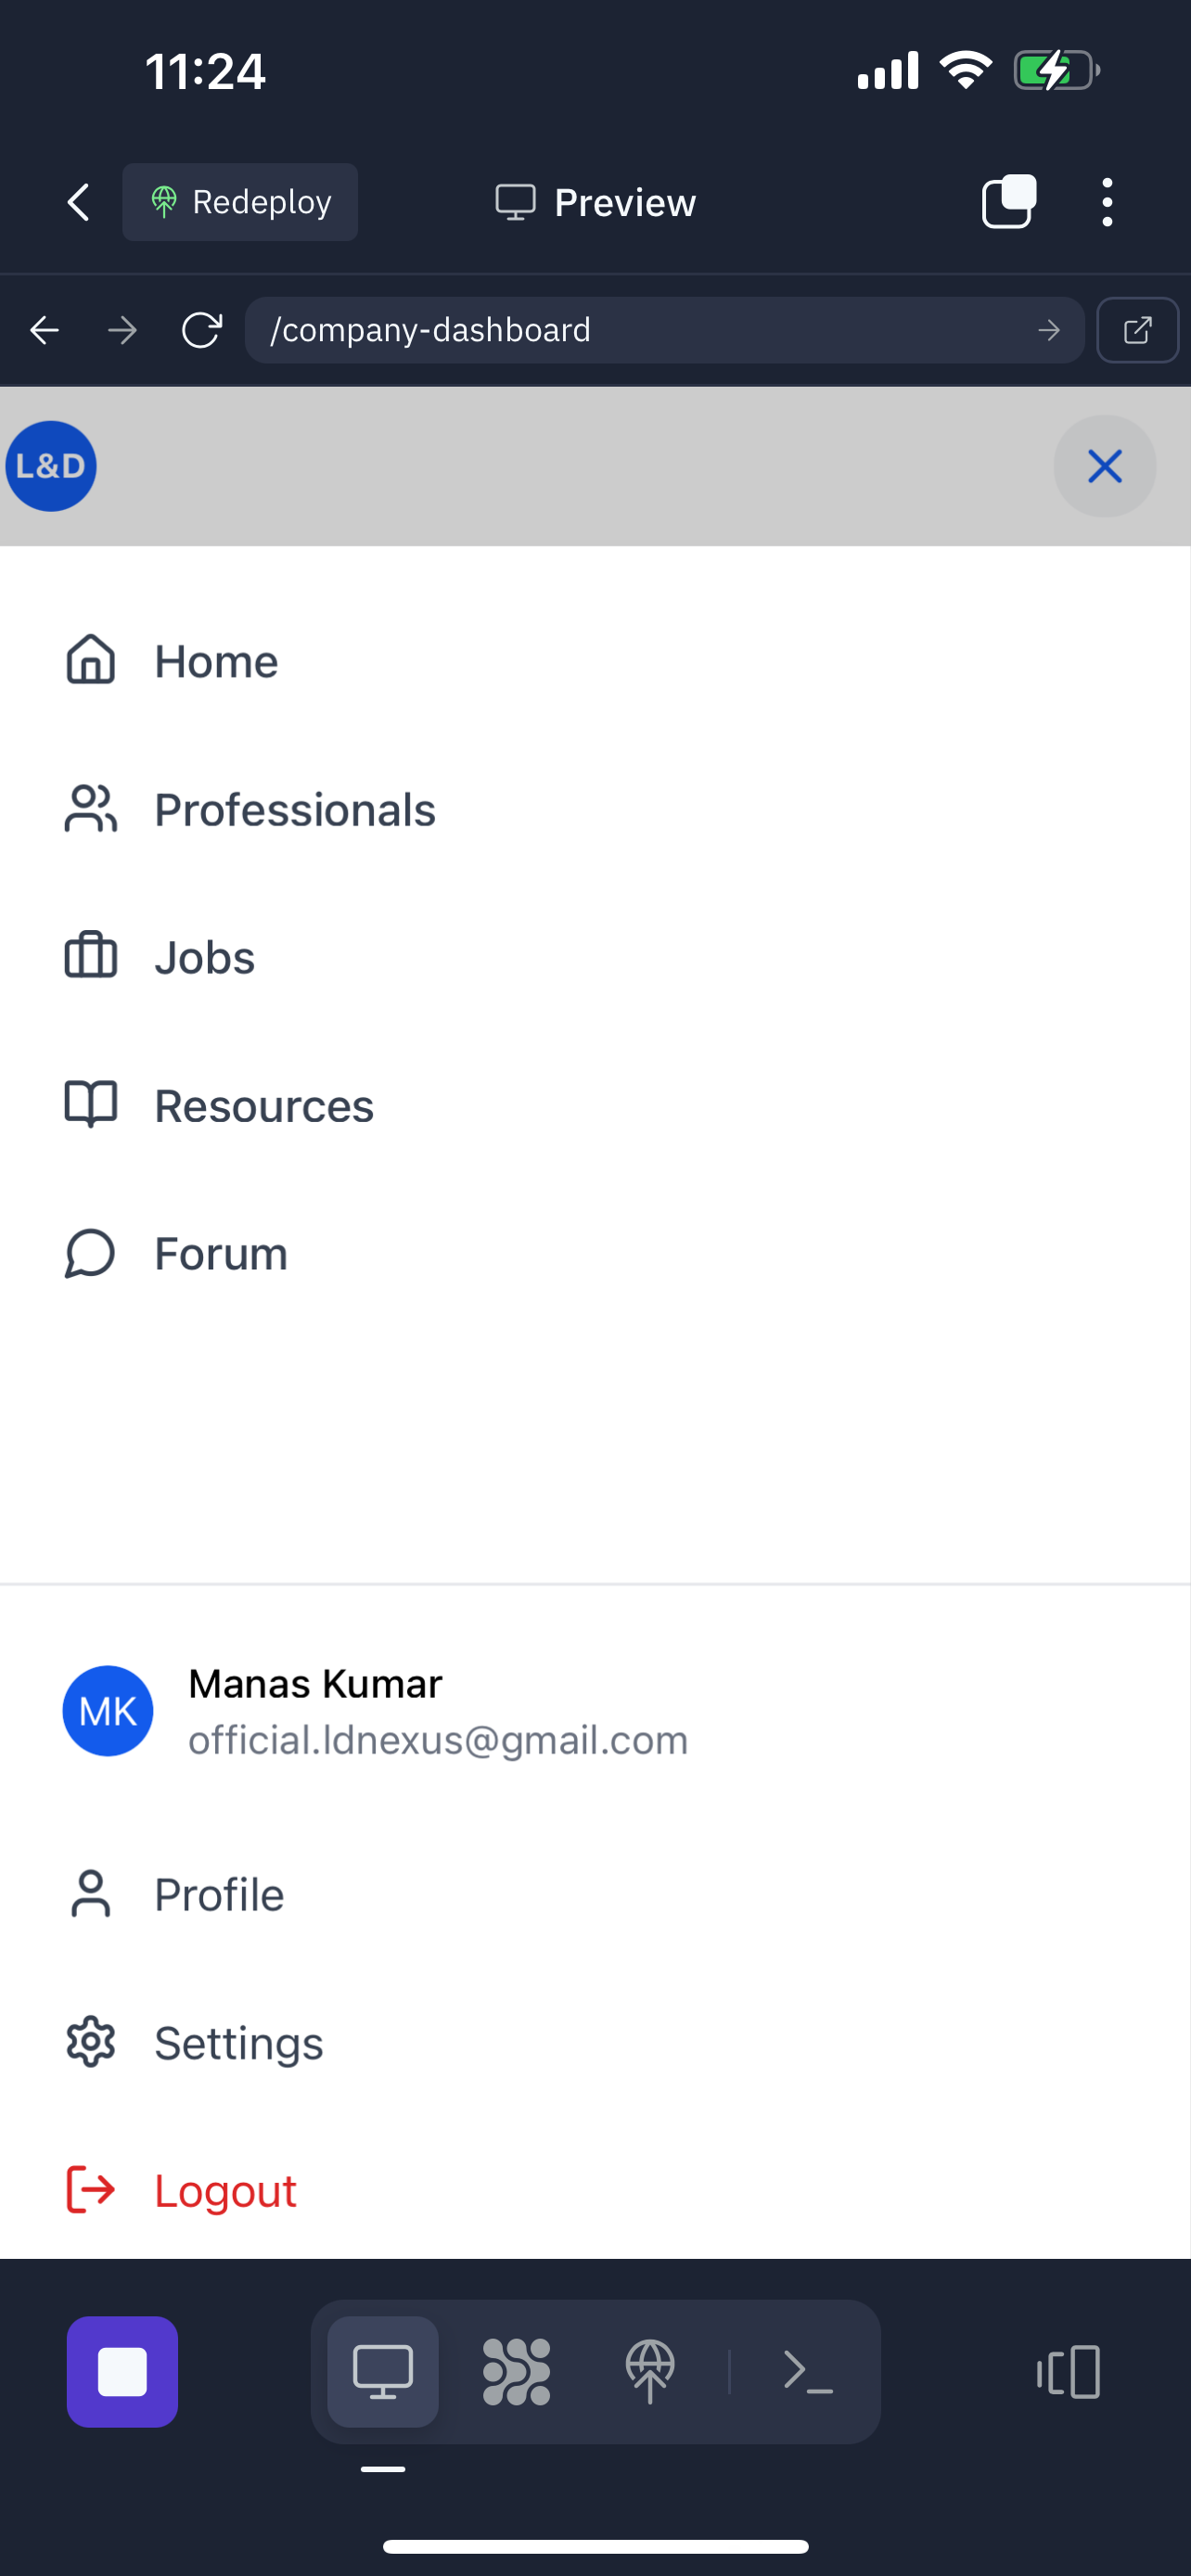 11:24
Redeploy
Preview
/company-dashboard
L&D
Home
Professionals
Jobs
Resources
Forum
MK
Manas Kumar
official.ldnexus@gmail.com
Profile
Settings
Logout